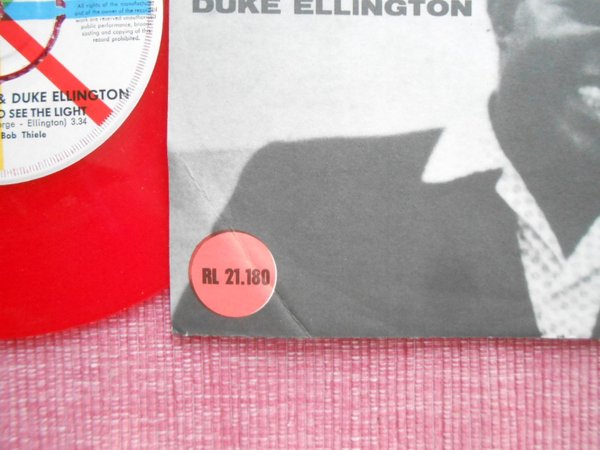 All rights of the manufacturer
and of the owner of the recorded
work are reserved unauthorised
public performance, broad-
casting and copying of this
record prohibited.
& DUKE ELLINGTON
O SEE THE LIGHT
rge - Ellington) 3.34
Bob Thiele
DUKE ELLINGTON
RL 21.180